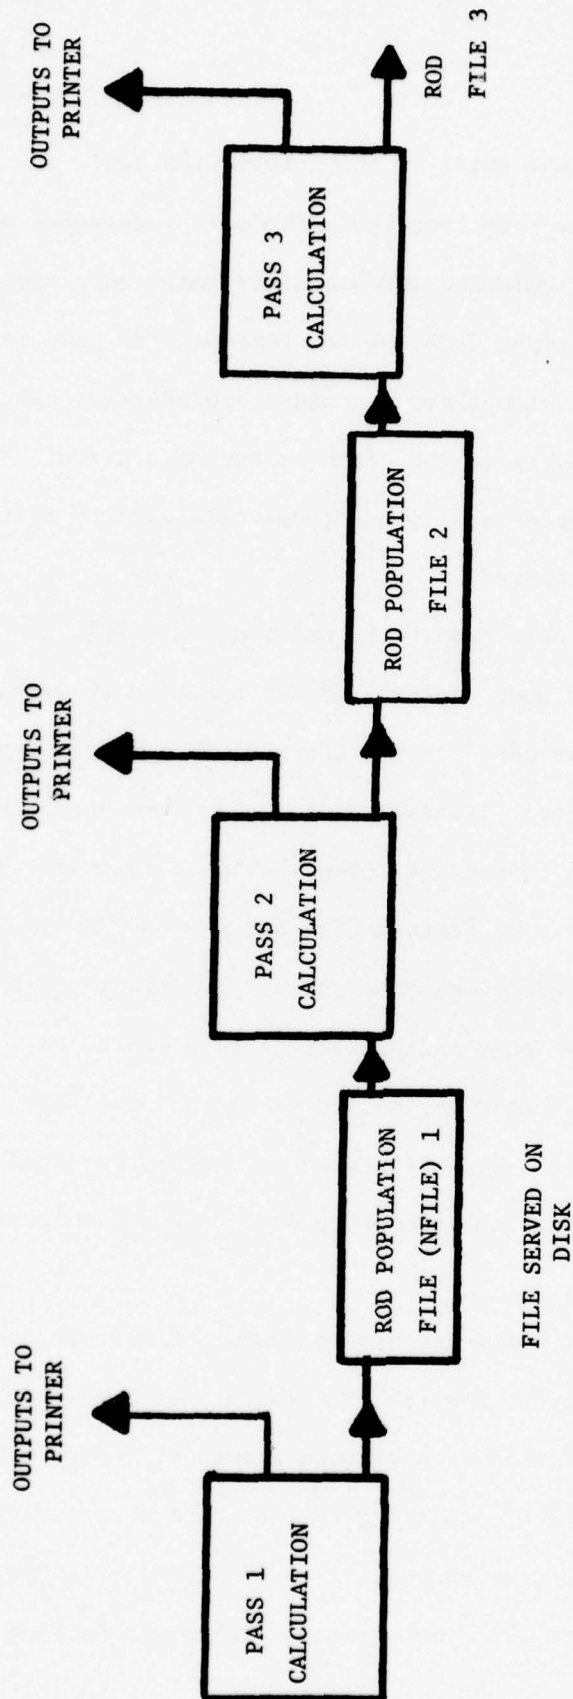 OUTPUTS TO
PRINTER
PASS 1
CALCULATION
ROD POPULATION
FILE (NFILE) 1
FILE SERVED ON
DISK
OUTPUTS TO
PRINTER
PASS 2
CALCULATION
ROD POPULATION
FILE 2
OUTPUTS TO
PRINTER
PASS 3
CALCULATION
ROD
FILE 3